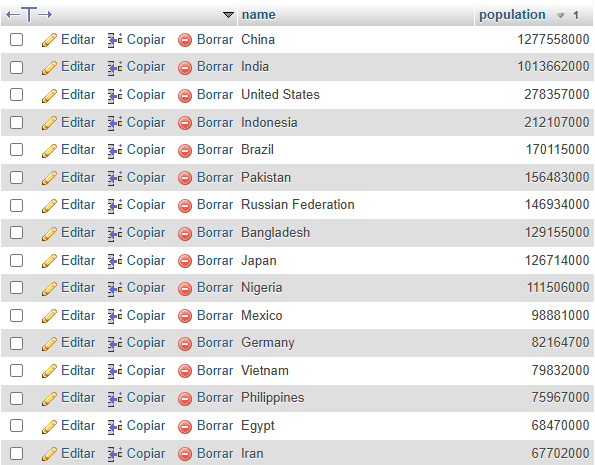 name population 1
Editar Copiar Borrar China 1277558000
Editar Copiar Borrar India 1013662000
Editar Copiar Borrar United States 278357000
Editar Copiar Borrar Indonesia 212107000
Editar Copiar Borrar Brazil 170115000
Editar Copiar Borrar Pakistan 156483000
Editar Copiar Borrar Russian Federation 146934000
Editar Copiar Borrar Bangladesh 129155000
Editar Copiar Borrar Japan 126714000
Editar Copiar Borrar Nigeria 111506000
Editar Copiar Borrar Mexico 98881000
Editar Copiar Borrar Germany 82164700
Editar Copiar Borrar Vietnam 79832000
Editar Copiar Borrar Philippines 75967000
Editar Copiar Borrar Egypt 68470000
Editar Copiar Borrar Iran 67702000